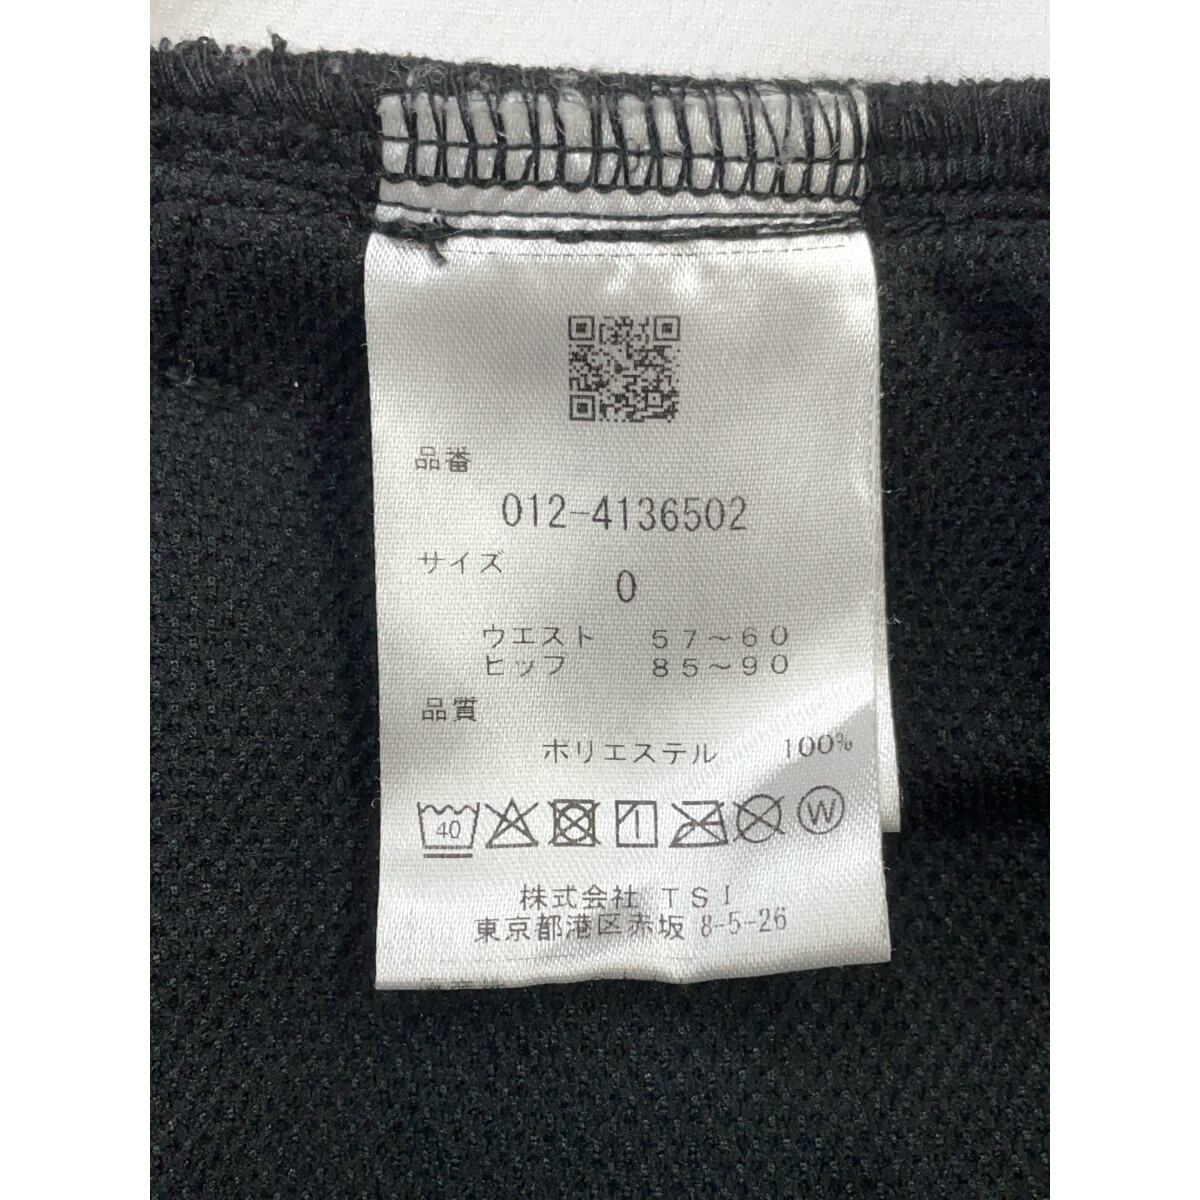 品番
012-4136502
サイズ
0
ウエスト 57～60
ヒップ 85～90
品質
ポリエステル 100%
40 W
株式会社 TSI
東京都港区赤坂 8-5-26